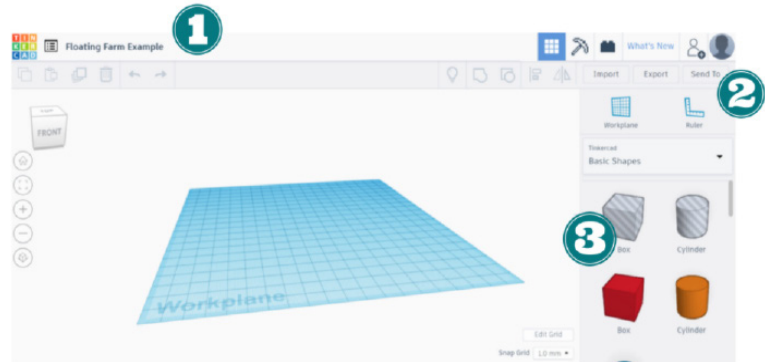 TIN
KER
CAD
Floating Farm Example
1
What's New
Import
Export
Send To
2
FRONT
Workplane
Ruler
Tinkercad
Basic Shapes
3
Box
Cylinder
Box
Cylinder
Workplane
Edit Grid
Snap Grid
1.0 mm